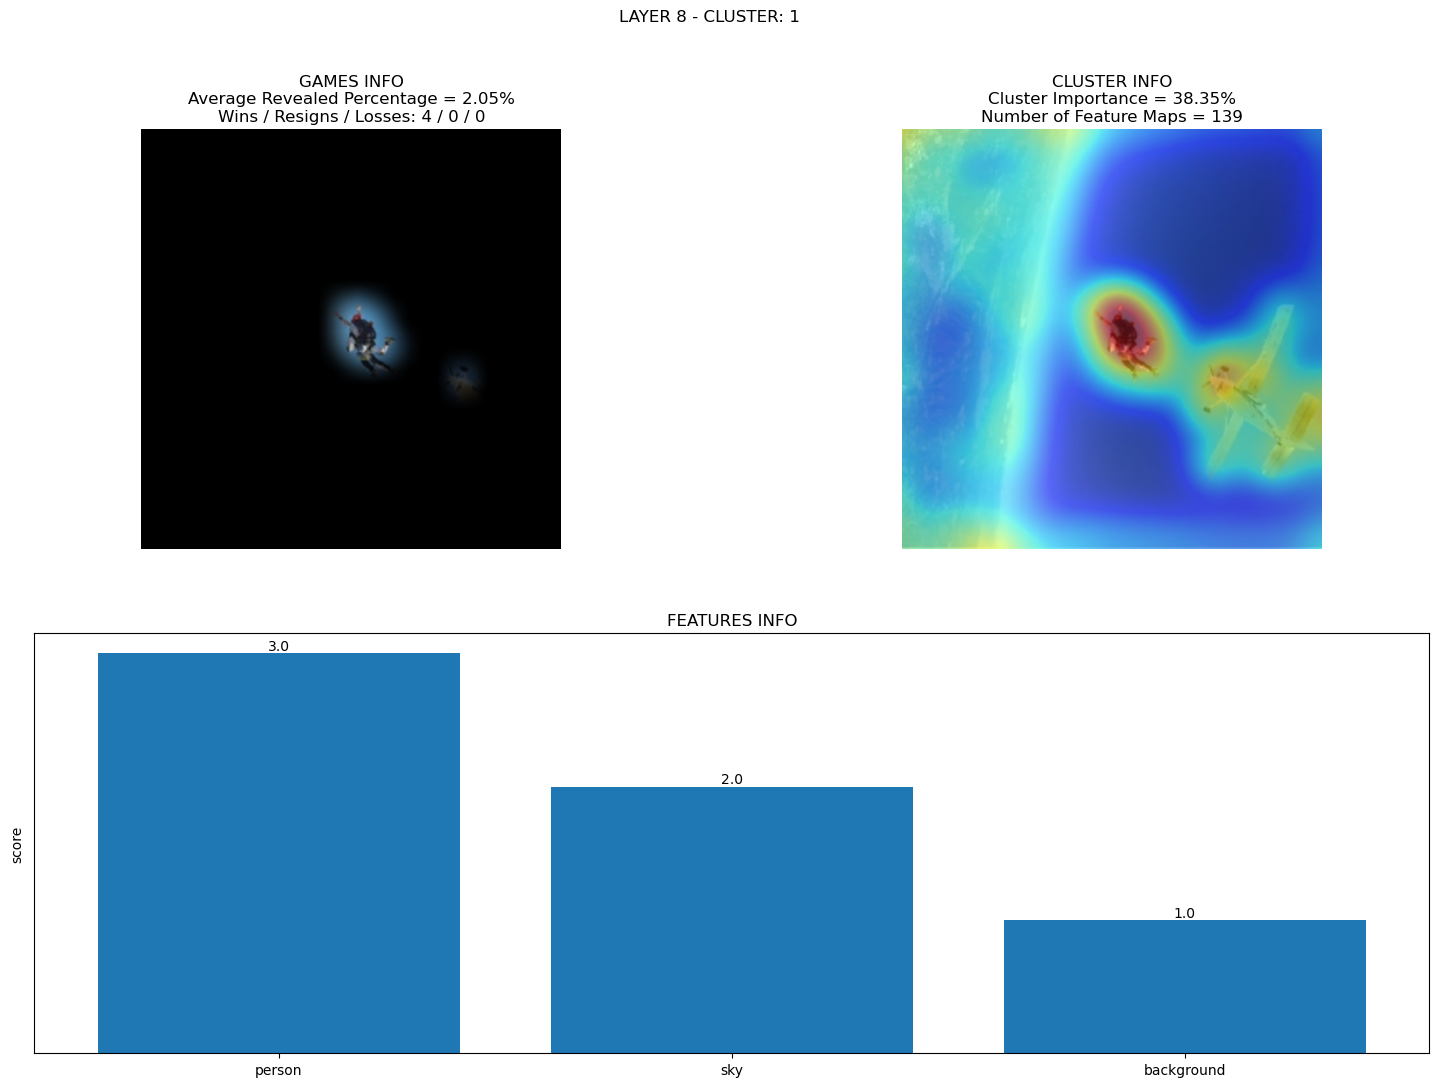 LAYER 8 - CLUSTER: 1
GAMES INFO
Average Revealed Percentage = 2.05%
Wins / Resigns / Losses: 4 / 0 / 0
CLUSTER INFO
Cluster Importance = 38.35%
Number of Feature Maps = 139
FEATURES INFO
score
3.0
2.0
1.0
person
sky
background